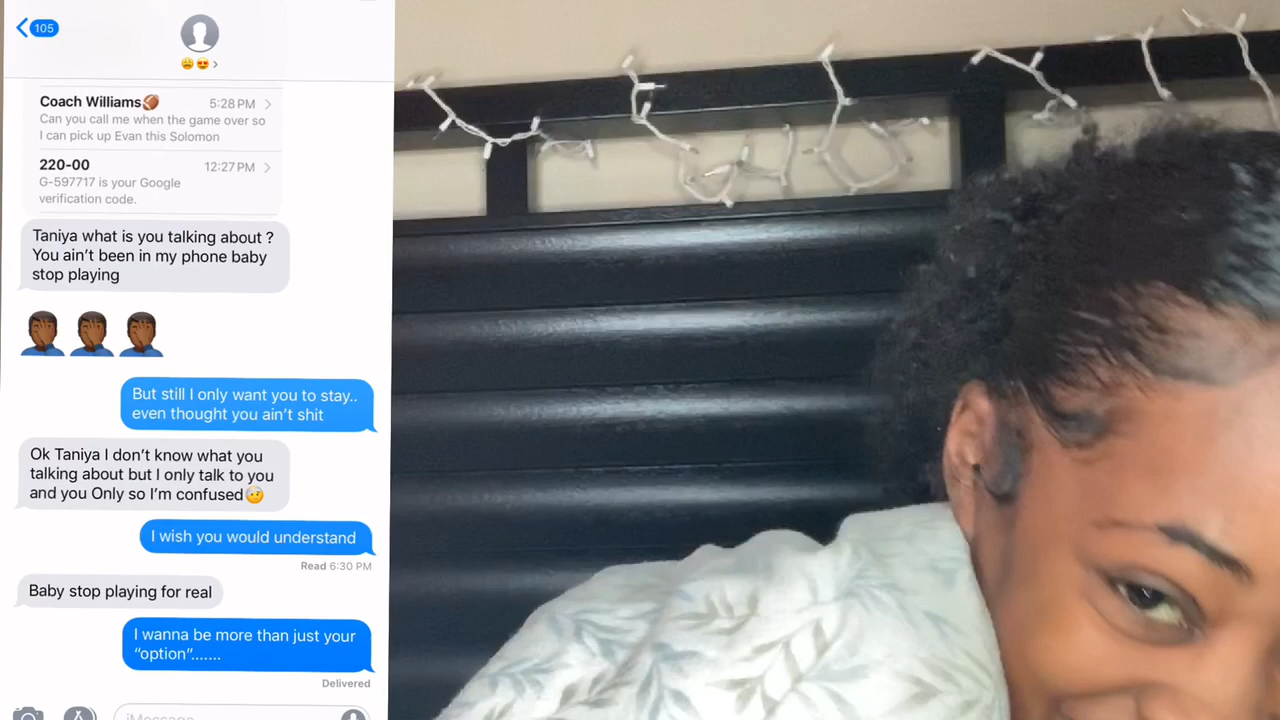 105
Coach Williams🏈 5:28 PM
Can you call me when the game over so
I can pick up Evan this Solomon
220-00 12:27 PM
G-597717 is your Google
verification code.
Taniya what is you talking about ?
You ain't been in my phone baby
stop playing
But still I only want you to stay..
even thought you ain't shit
Ok Taniya I don't know what you
talking about but I only talk to you
and you Only so I'm confused🤕
I wish you would understand
Read 6:30 PM
Baby stop playing for real
I wanna be more than just your
“option”.......
Delivered
iMessage